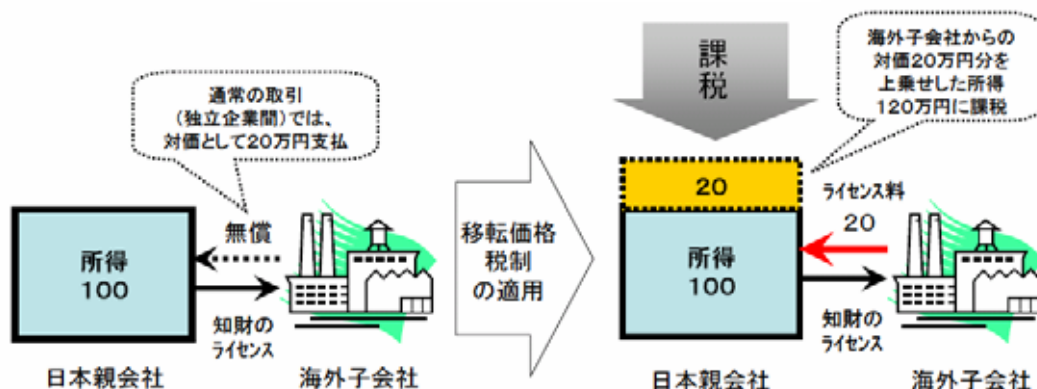 通常の取引
(独立企業間)では、
対価として20万円支払
無償
所得
100
知財の
ライセンス
日本親会社
海外子会社
移転価格
税制
の適用
課
税
海外子会社からの
対価20万円分を
上乗せした所得
120万円に課税
20
ライセンス料
20
所得
100
知財の
ライセンス
日本親会社
海外子会社